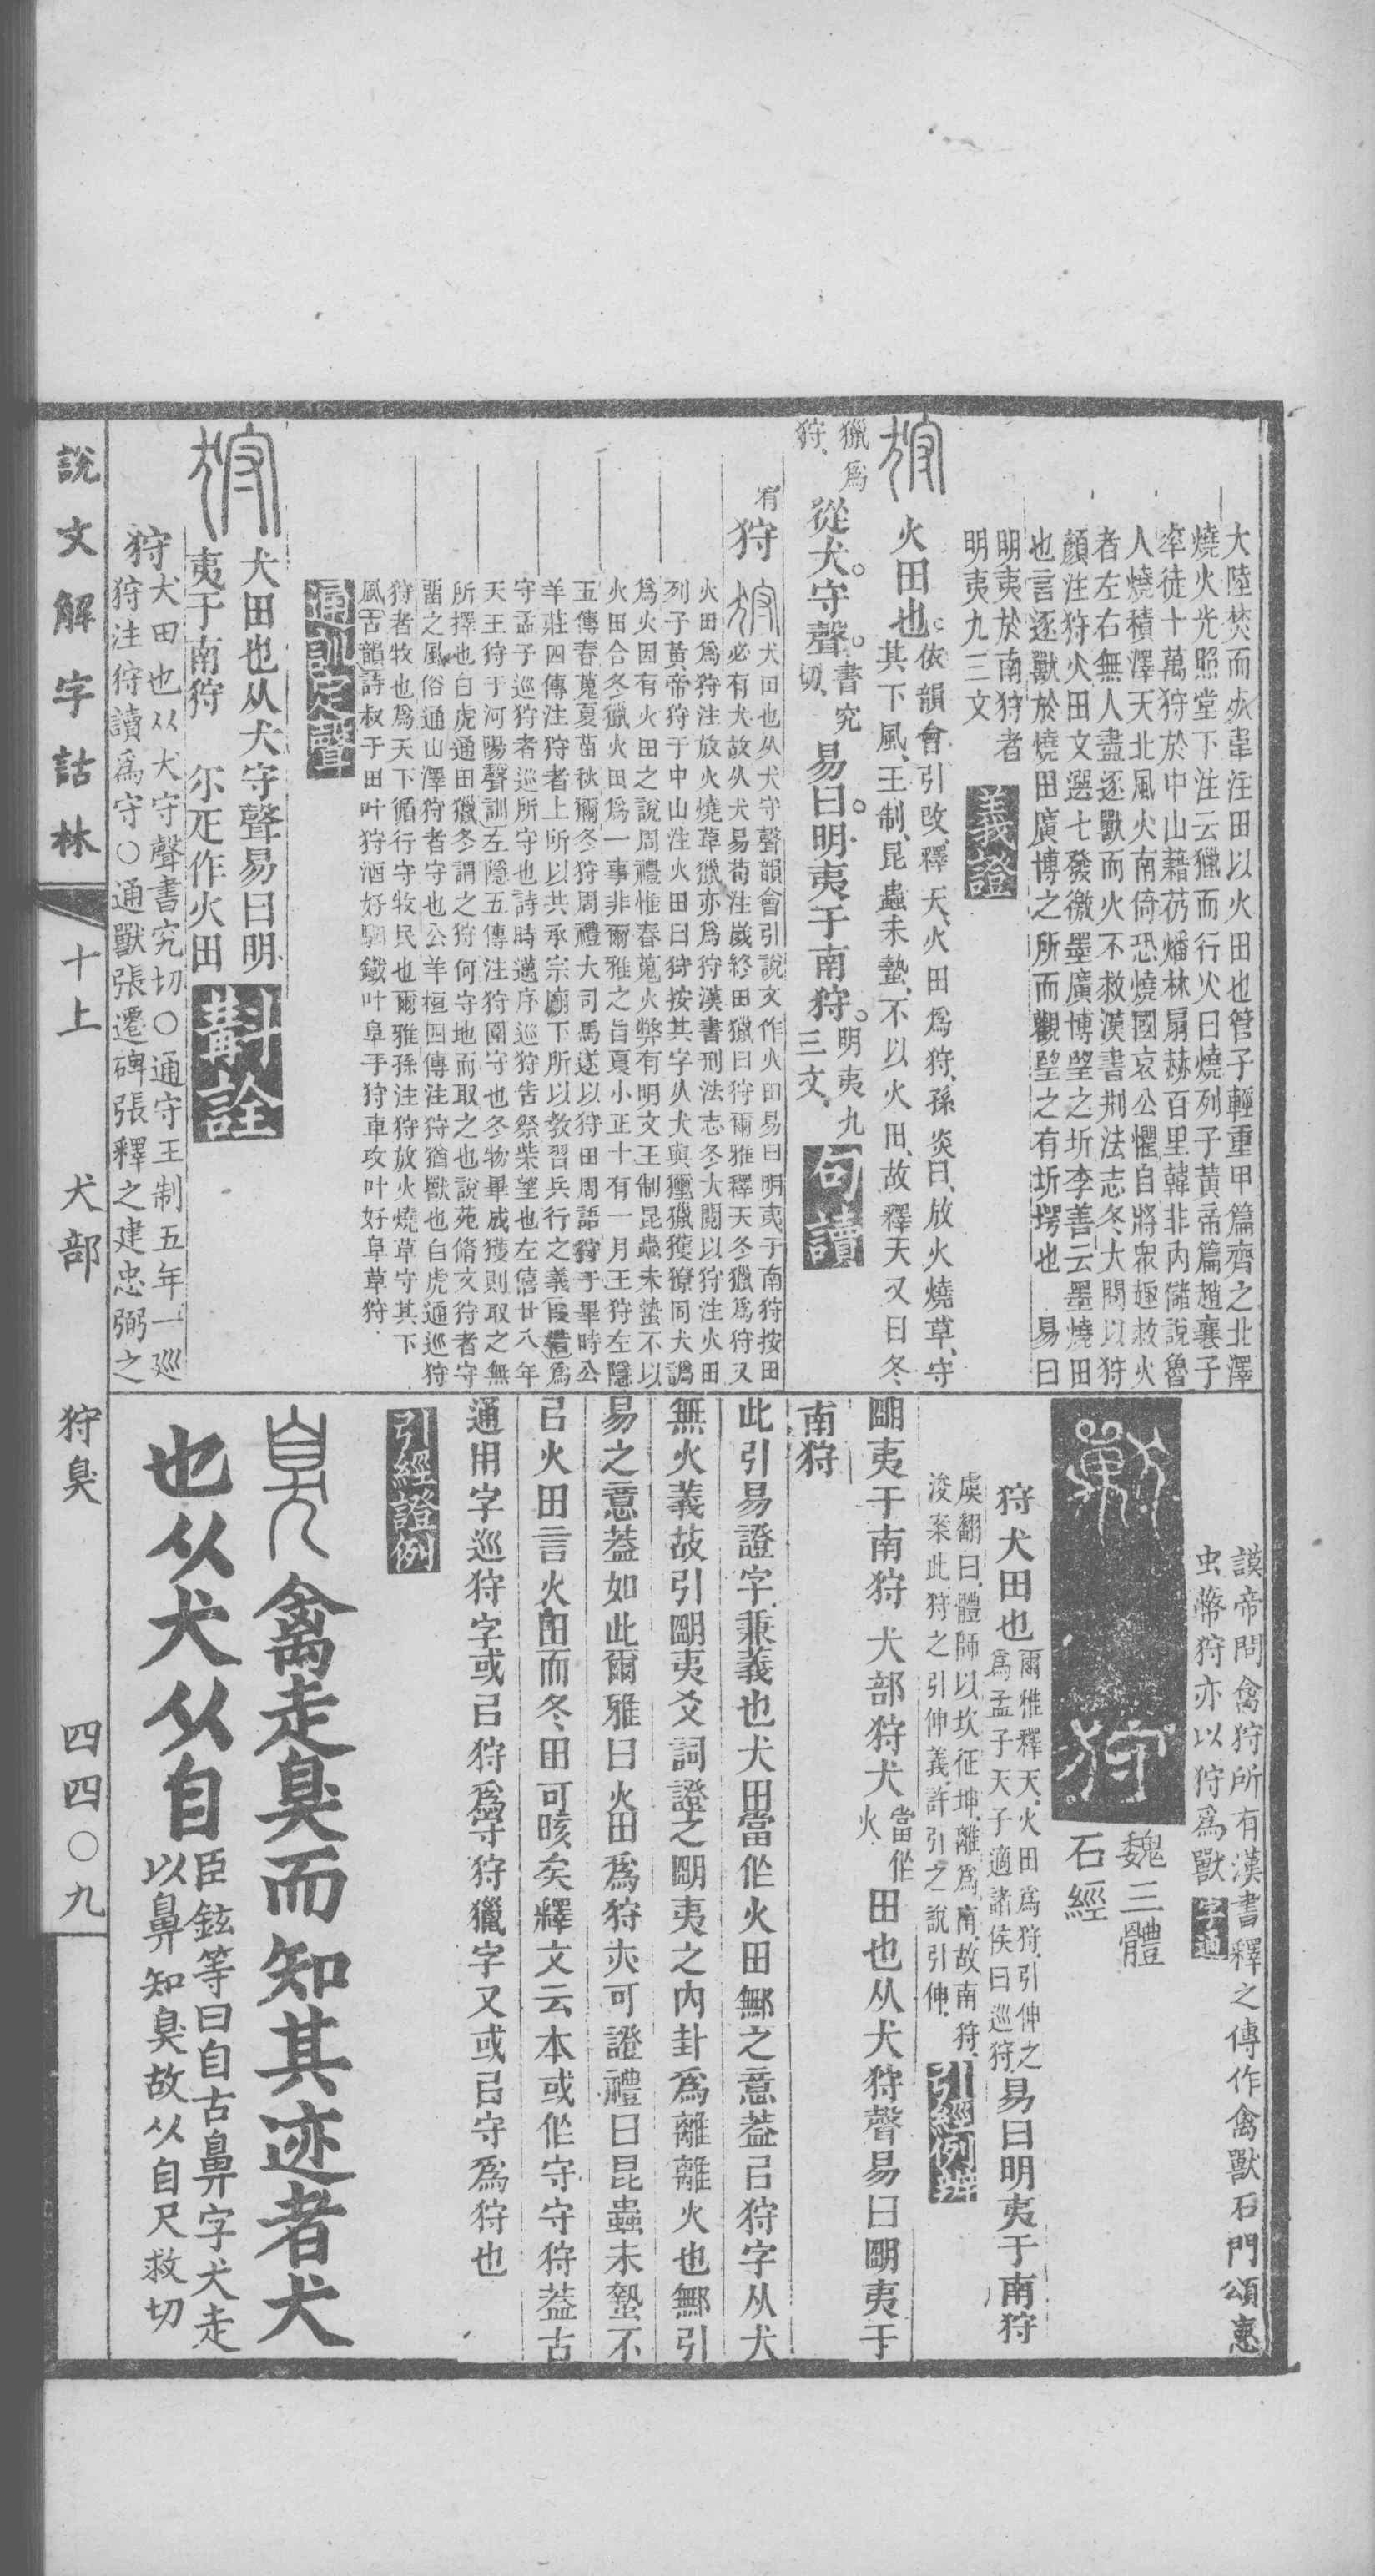 大陸焚而㶳韋注田以火田也管子輕重甲篇齊之北澤
燒火光照堂下注云獵而行火曰燒列子黃帝篇趙襄子
率徒十萬狩於中山藉芿燔林扇赫百里韓非內儲說魯
人燒積澤天北風火南倚恐燒國哀公懼自將衆趣救火
者左右無人盡逐獸而火不救漢書荆法志冬大閱以狩
顏注狩火田文選七發徼墨廣博望之圻李善云墨燒田
也言逐獸於燒田廣博之所而觀望之有圻堮也 易曰
明夷於南狩者
明夷九三文
義證
火田也。依韻會引改、釋天、火田爲狩、孫炎曰、放火燒草、守
其下風、王制、昆蟲未蟄、不以火田、故釋天又曰冬
獵爲
狩、
從犬。守聲。書究
切、
易曰。明夷于南狩。明夷九
三文、
句讀
宥
狩
犬田也从犬守聲韻會引說文作火田易曰明夷于南狩按田
必有犬故从犬易荀注歲終田獵曰狩爾雅釋天冬獵爲狩又
火田爲狩注放火燒草獵亦爲狩漢書刑法志冬大閱以狩注火田
列子黃帝狩于中山注火田曰狩按其字从犬與玃獵獲獠同犬譌
爲火因有火田之說周禮惟春蒐火弊有明文王制昆蟲未蟄不以
火田合冬獵火田爲一事非爾雅之旨夏小正十有一月王狩左隱
五傳春蒐夏苗秋獮冬狩周禮大司馬遂以狩田周語狩于畢時公
羊莊四傳注狩者上所以共承宗廟下所以敎習兵行之義叚借爲
守孟子巡狩者巡所守也詩時邁序巡狩告祭柴望也左僖廿八年
天王狩于河陽聲訓左隱五傳注狩圍守也冬物畢成獲則取之無
所擇也白虎通田獵冬謂之狩何守地而取之也說苑脩文狩者守
畱之風俗通山澤狩者守也公羊桓四傳注狩猶獸也白虎通巡狩
狩者牧也爲天下循行守牧民也爾雅孫注狩放火燒草守其下
風古韻詩叔于田叶狩酒好駟鐵叶阜手狩車攻叶好阜草狩
通訓定聲
犬田也从犬守聲易曰明
夷于南狩 尒疋作火田
斠詮
狩犬田也从犬守聲書究切○通守王制五年一巡
狩注狩讀爲守○通獸張遷碑張釋之建忠弼之
謨帝問禽狩所有漢書釋之傳作禽獸石門頌惠
虫蔽狩亦以狩爲獸
字通
魏三體
石經
狩犬田也爾雅釋天、火田爲狩、引伸之
爲孟子天子適諸侯曰巡狩、
易曰明夷于南狩
虞翻曰、體師以坎征坤、離爲南、故南狩、
浚案此狩之引伸義、許引之說引伸、
引經例辨
朙夷于南狩 犬部狩犬當作
火、
田也从犬狩聲易曰朙夷于
南狩
此引易證字兼義也犬田當作火田鄦之意葢㠯狩字从犬
無火義故引朙夷爻詞證之朙夷之內卦爲離離火也鄦引
易之意葢如此爾雅曰火田爲狩亦可證禮曰昆蟲未蟄不
㠯火田言火田而冬田可晐矣釋文云本或作守守狩葢古
通用字巡狩字或㠯狩爲守狩獵字又或㠯守爲狩也
引經證例
禽走臭而知其迹者犬
也从犬从自臣鉉等曰自古鼻字犬走
以鼻知臭故从自尺救切
說文解字詁林 十上 犬部 狩臭 四四〇九